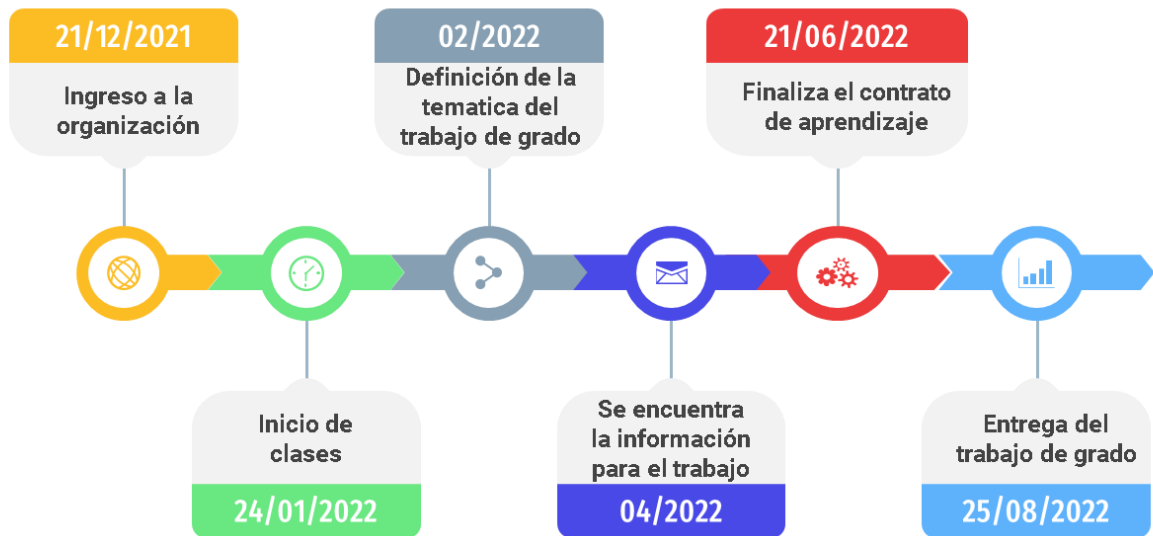 21/12/2021
Ingreso a la
organización
24/01/2022
Inicio de
clases
02/2022
Definición de la
tematica del
trabajo de grado
04/2022
Se encuentra
la información
para el trabajo
21/06/2022
Finaliza el contrato
de aprendizaje
25/08/2022
Entrega del
trabajo de grado